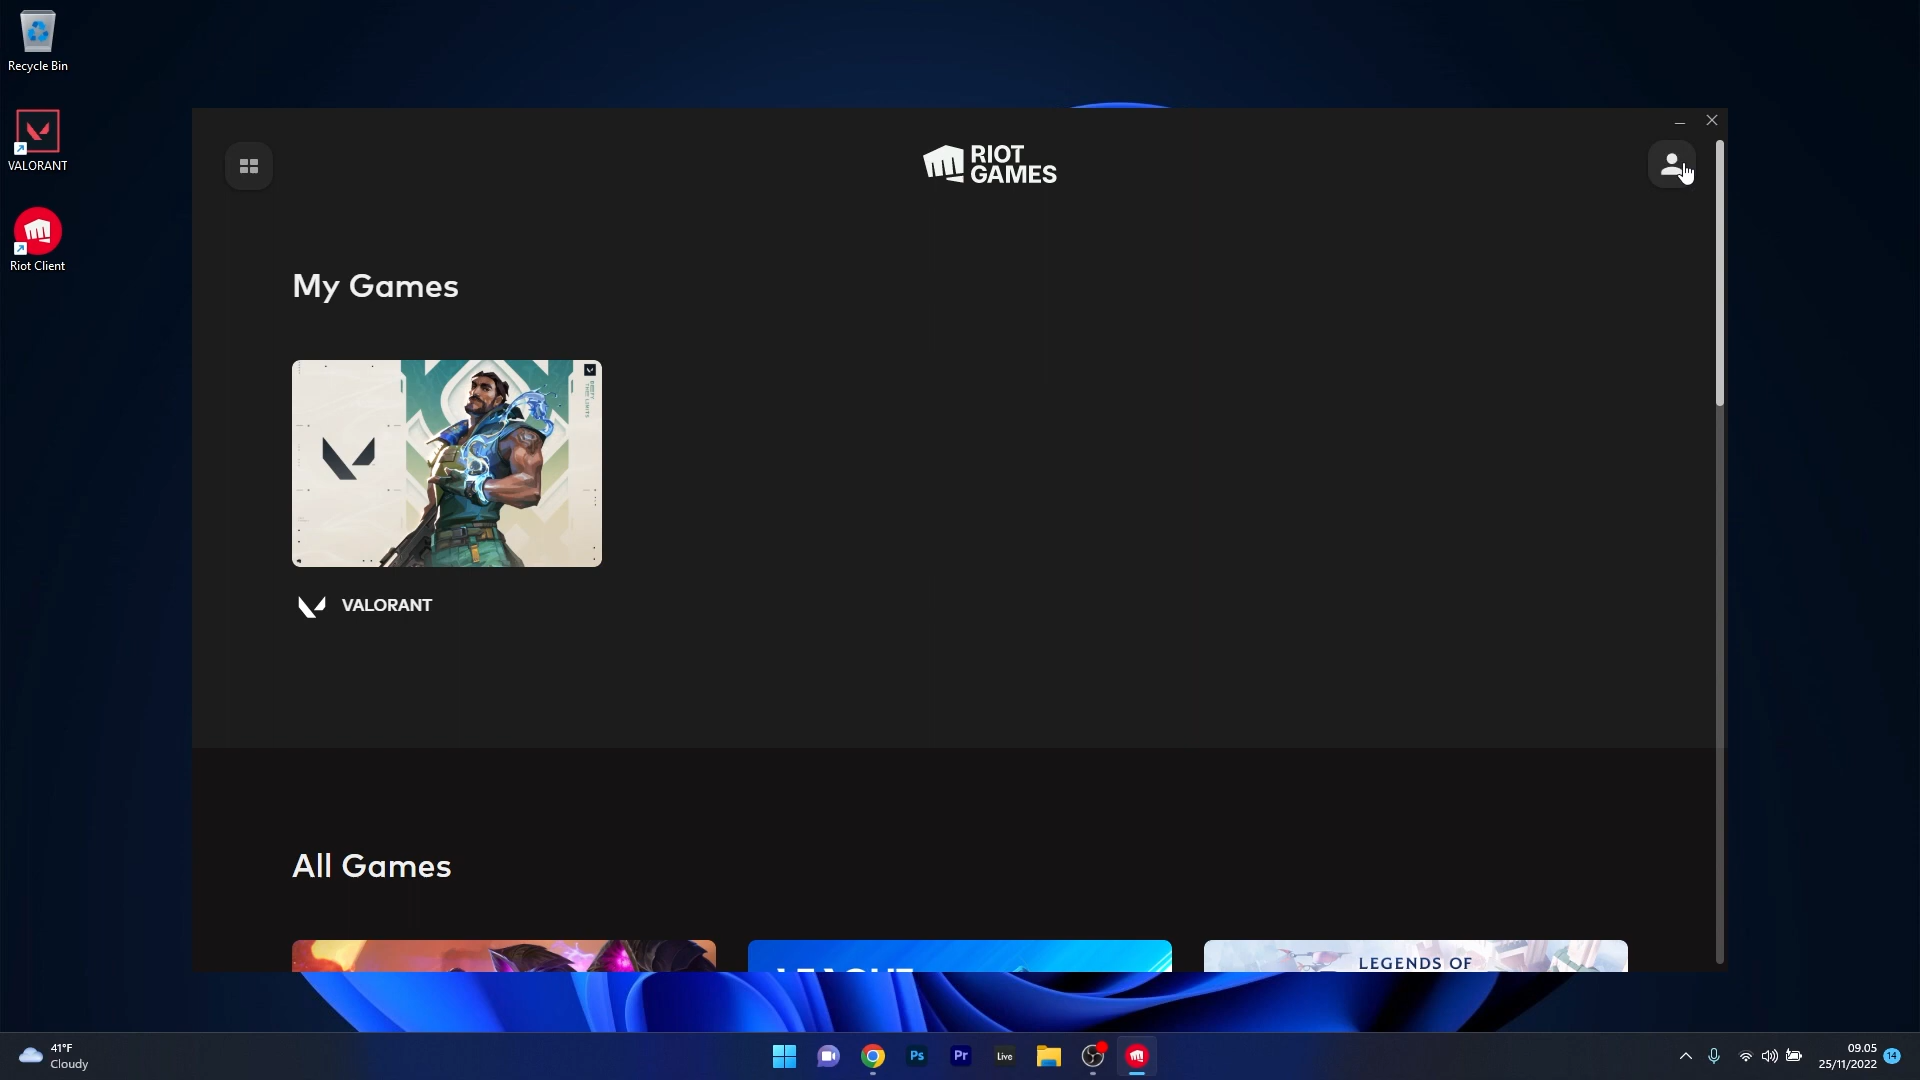 Recycle Bin
VALORANT
Riot Client
RIOT
GAMES
My Games
VALORANT
All Games
LEAGUE
LEGENDS OF
41°F
Cloudy
Ps
Pr
Live
09.05
25/11/2022
14